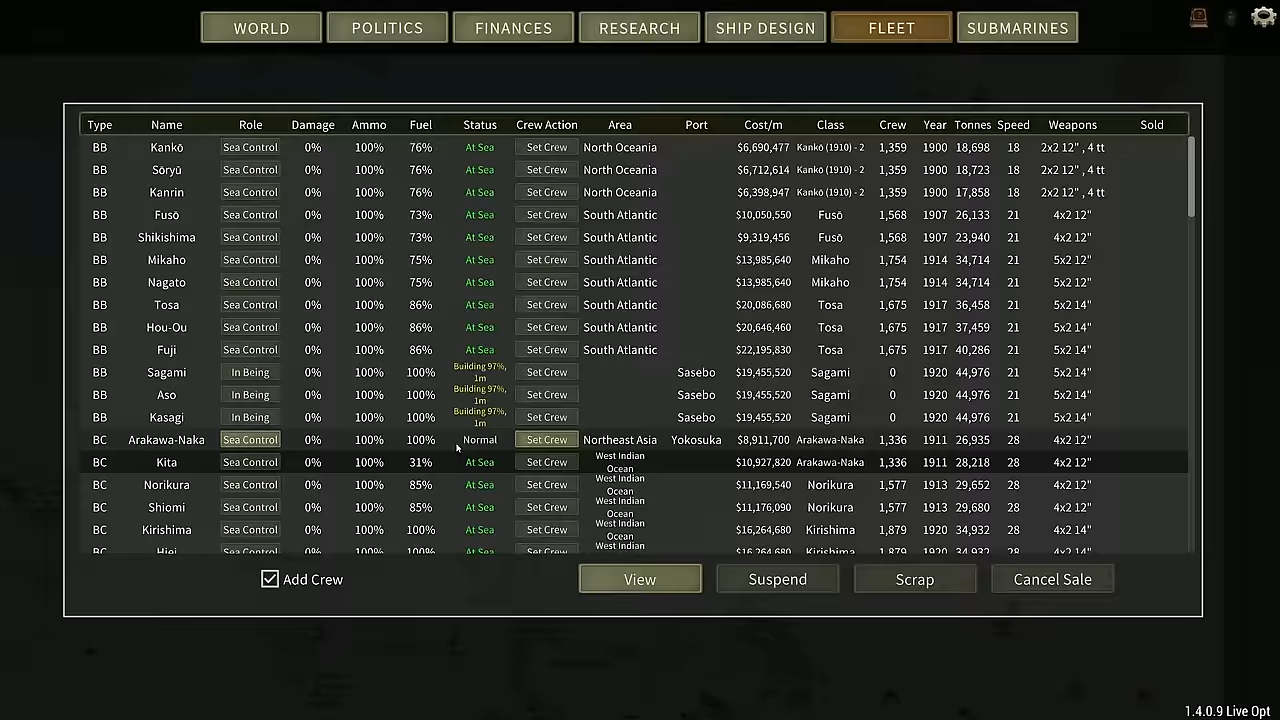 WORLD POLITICS FINANCES RESEARCH SHIP DESIGN FLEET SUBMARINES
Type Name Role Damage Ammo Fuel Status Crew Action Area Port Cost/m Class Crew Year Tonnes Speed Weapons Sold
BB Kankō Sea Control 0% 100% 76% At Sea Set Crew North Oceania $6,690,477 Kankō (1910) - 2 1,359 1900 18,698 18 2x2 12" , 4 tt
BB Sōryū Sea Control 0% 100% 76% At Sea Set Crew North Oceania $6,712,614 Kankō (1910) - 2 1,359 1900 18,723 18 2x2 12" , 4 tt
BB Kanrin Sea Control 0% 100% 76% At Sea Set Crew North Oceania $6,398,947 Kankō (1910) - 2 1,359 1900 17,858 18 2x2 12" , 4 tt
BB Fusō Sea Control 0% 100% 73% At Sea Set Crew South Atlantic $10,050,550 Fusō 1,568 1907 26,133 21 4x2 12"
BB Shikishima Sea Control 0% 100% 73% At Sea Set Crew South Atlantic $9,319,456 Fusō 1,568 1907 23,940 21 4x2 12"
BB Mikaho Sea Control 0% 100% 75% At Sea Set Crew South Atlantic $13,985,640 Mikaho 1,754 1914 34,714 21 5x2 12"
BB Nagato Sea Control 0% 100% 75% At Sea Set Crew South Atlantic $13,985,640 Mikaho 1,754 1914 34,714 21 5x2 12"
BB Tosa Sea Control 0% 100% 86% At Sea Set Crew South Atlantic $20,086,680 Tosa 1,675 1917 36,458 21 5x2 14"
BB Hou-Ou Sea Control 0% 100% 86% At Sea Set Crew South Atlantic $20,646,460 Tosa 1,675 1917 37,459 21 5x2 14"
BB Fuji Sea Control 0% 100% 86% At Sea Set Crew South Atlantic $22,195,830 Tosa 1,675 1917 40,286 21 5x2 14"
BB Sagami In Being 0% 100% 100% Building 97%, 1m Set Crew Sasebo $19,455,520 Sagami 0 1920 44,976 21 5x2 14"
BB Aso In Being 0% 100% 100% Building 97%, 1m Set Crew Sasebo $19,455,520 Sagami 0 1920 44,976 21 5x2 14"
BB Kasagi In Being 0% 100% 100% Building 97%, 1m Set Crew Sasebo $19,455,520 Sagami 0 1920 44,976 21 5x2 14"
BC Arakawa-Naka Sea Control 0% 100% 100% Normal Set Crew Northeast Asia Yokosuka $8,911,700 Arakawa-Naka 1,336 1911 26,935 28 4x2 12"
BC Kita Sea Control 0% 100% 31% At Sea Set Crew West Indian Ocean $10,927,820 Arakawa-Naka 1,336 1911 28,218 28 4x2 12"
BC Norikura Sea Control 0% 100% 85% At Sea Set Crew West Indian Ocean $11,169,540 Norikura 1,577 1913 29,652 28 4x2 12"
BC Shiomi Sea Control 0% 100% 85% At Sea Set Crew West Indian Ocean $11,176,090 Norikura 1,577 1913 29,680 28 4x2 12"
BC Kirishima Sea Control 0% 100% 100% At Sea Set Crew West Indian Ocean $16,264,680 Kirishima 1,879 1920 34,932 28 4x2 14"
BC Hiei Sea Control 0% 100% 100% At Sea Set Crew West Indian $16,264,680 Kirishima 1,879 1920 34,932 28 4x2 14"
Add Crew View Suspend Scrap Cancel Sale
1.4.0.9 Live Opt